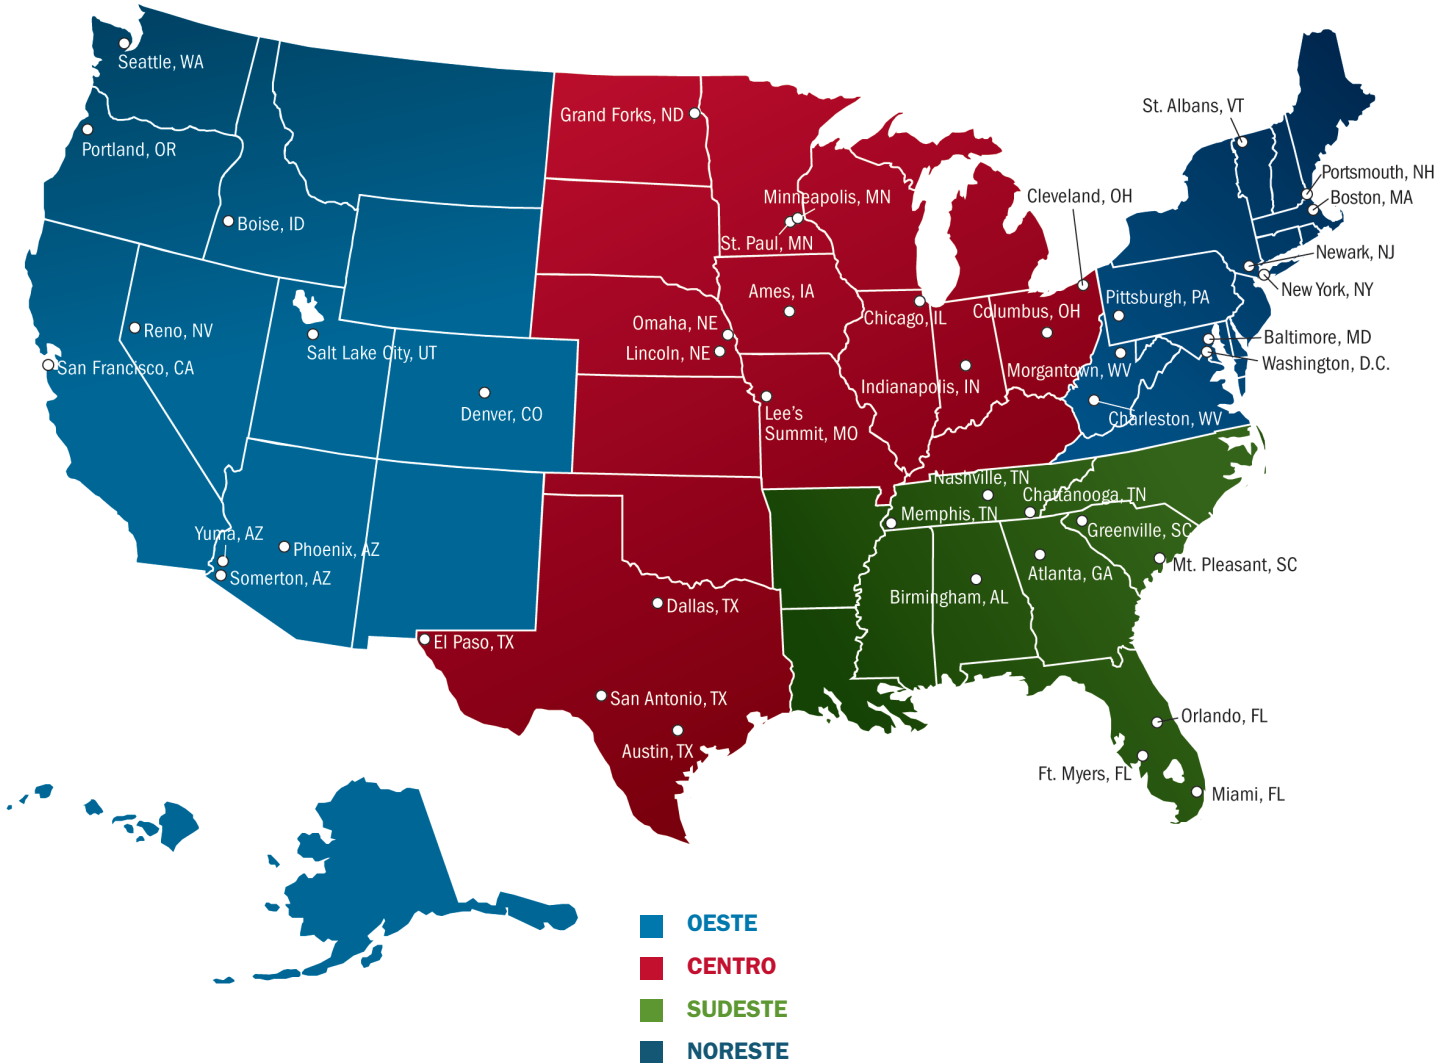 Seattle, WA
Portland, OR
Boise, ID
Reno, NV
San Francisco, CA
Salt Lake City, UT
Denver, CO
Yuma, AZ
Phoenix, AZ
Somerton, AZ
Grand Forks, ND
Minneapolis, MN
St. Paul, MN
Ames, IA
Omaha, NE
Lincoln, NE
Lee's
Summit, MO
Chicago, IL
Indianapolis, IN
Columbus, OH
Cleveland, OH
El Paso, TX
Dallas, TX
San Antonio, TX
Austin, TX
St. Albans, VT
Portsmouth, NH
Boston, MA
Newark, NJ
New York, NY
Pittsburgh, PA
Baltimore, MD
Washington, D.C.
Morgantown, WV
Charleston, WV
Nashville, TN
Chattanooga, TN
Memphis, TN
Greenville, SC
Mt. Pleasant, SC
Atlanta, GA
Birmingham, AL
Orlando, FL
Ft. Myers, FL
Miami, FL
OESTE
CENTRO
SUDESTE
NORESTE